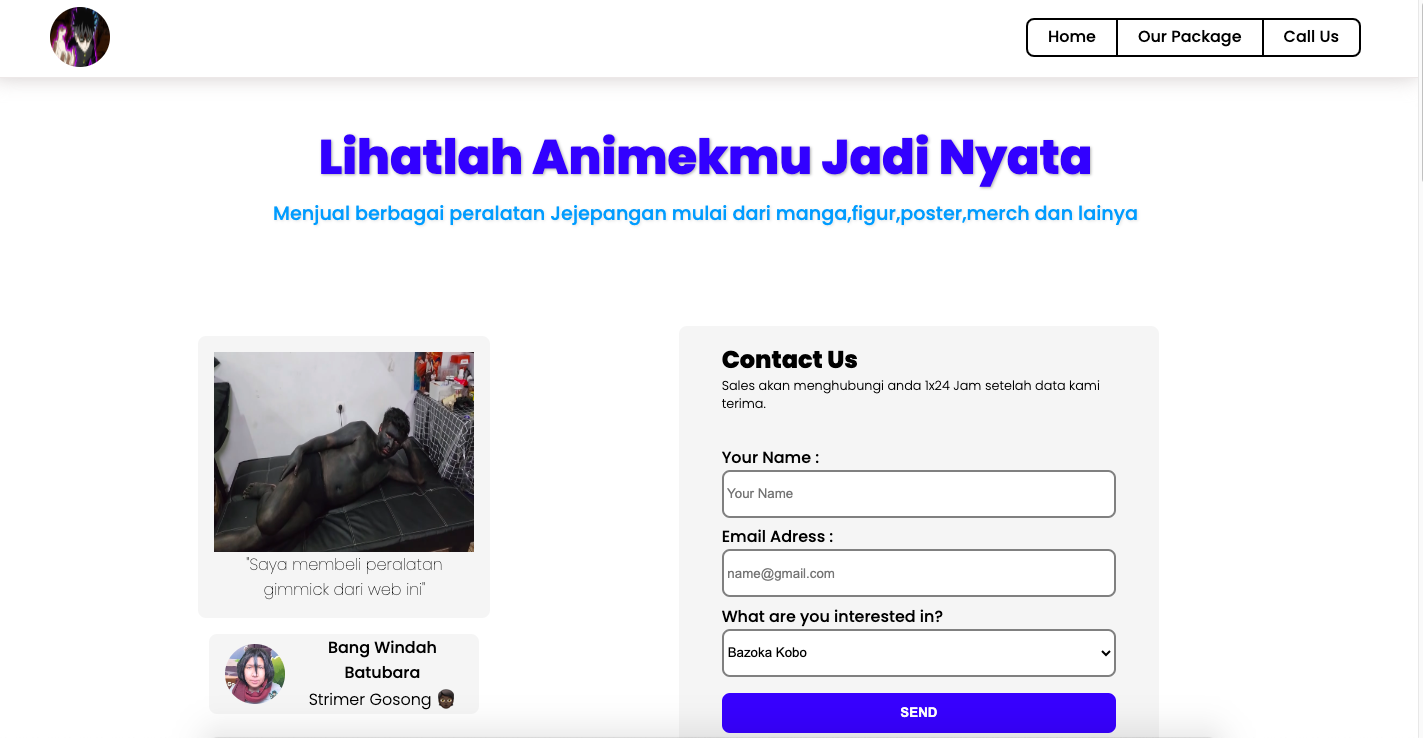 Home
Our Package
Call Us
Lihatlah Animekmu Jadi Nyata
Menjual berbagai peralatan Jejepangan mulai dari manga,figur,poster,merch dan lainya
"Saya membeli peralatan
gimmick dari web ini"
Bang Windah
Batubara
Strimer Gosong 👨🏿
Contact Us
Sales akan menghubungi anda 1x24 Jam setelah data kami
terima.
Your Name :
Your Name
Email Adress :
name@gmail.com
What are you interested in?
Bazoka Kobo
SEND